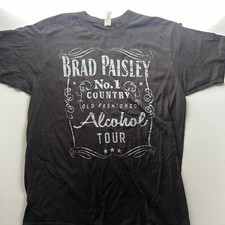 BRAD PAISLEY
No.1
COUNTRY
OLD FASHIONED
Alcohol
TOUR